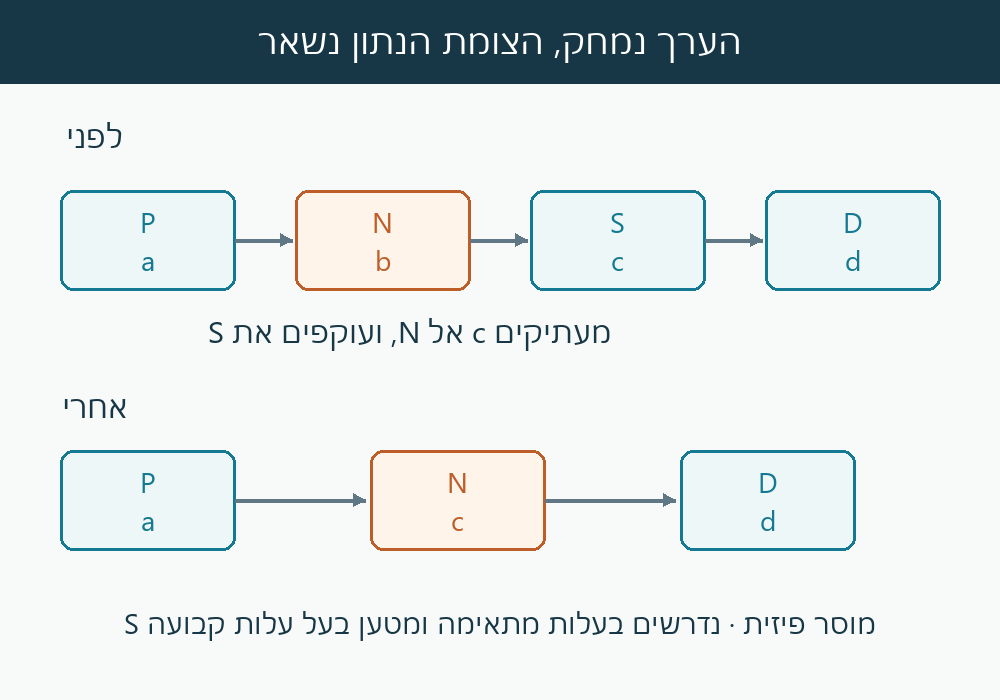 הערך נמחק, הצומת הנתון נשאר
לפני
P
a
N
b
S
c
D
d
מעתיקים c אל N, ועוקפים את S
אחרי
P
a
N
c
D
d
מוסר פיזית · נדרשים בעלות מתאימה ומטען בעל עלות קבועה S